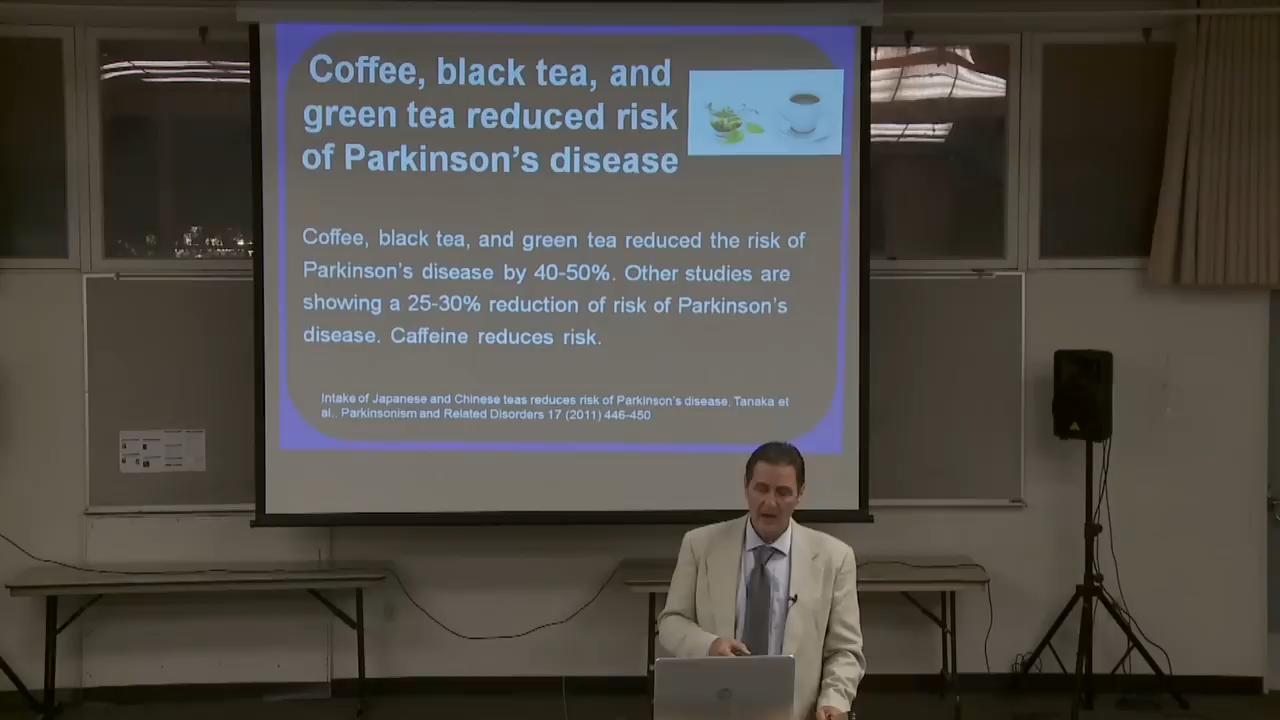 Coffee, black tea, and
green tea reduced risk
of Parkinson's disease
Coffee, black tea, and green tea reduced the risk of
Parkinson's disease by 40-50%. Other studies are
showing a 25-30% reduction of risk of Parkinson's
disease. Caffeine reduces risk.
Intake of Japanese and Chinese teas reduces risk of Parkinson's disease, Tanaka et
al., Parkinsonism and Related Disorders 17 (2011) 446-450